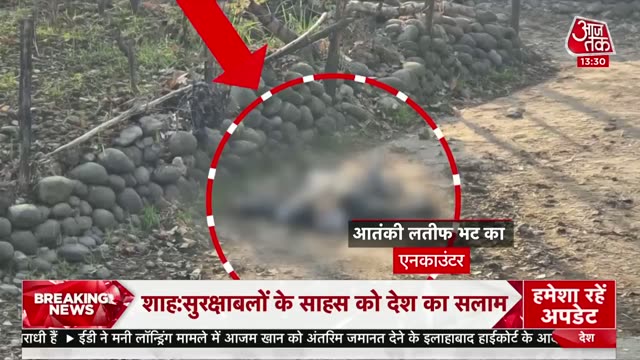 आज तक
13:30
आतंकी लतीफ भट का
एनकाउंटर
BREAKING NEWS
शाह:सुरक्षाबलों के साहस को देश का सलाम
हमेशा रहें
अपडेट
राधी हैं ■ ईडी ने मनी लॉन्ड्रिंग मामले में आजम खान को अंतरिम जमानत देने के इलाहाबाद हाईकोर्ट के आ
देश